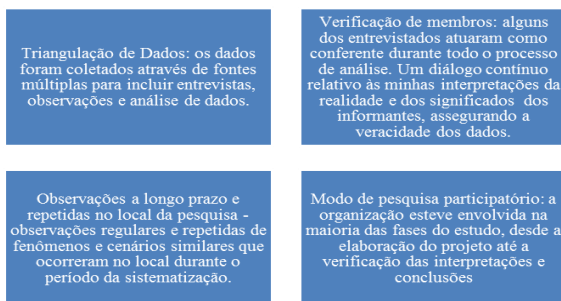 Triangulação de Dados: os dados
foram coletados através de fontes
múltiplas para incluir entrevistas,
observações e análise de dados.
Verificação de membros: alguns
dos entrevistados atuaram como
conferente durante todo o processo
de análise. Um diálogo contínuo
relativo às minhas interpretações da
realidade e dos significados dos
informantes, assegurando a
veracidade dos dados.
Observações a longo prazo e
repetidas no local da pesquisa -
observações regulares e repetidas de
fenômenos e cenários similares que
ocorreram no local durante o
período da sistematização.
Modo de pesquisa participatório: a
organização esteve envolvida na
maioria das fases do estudo, desde a
elaboração do projeto até a
verificação das interpretações e
conclusões